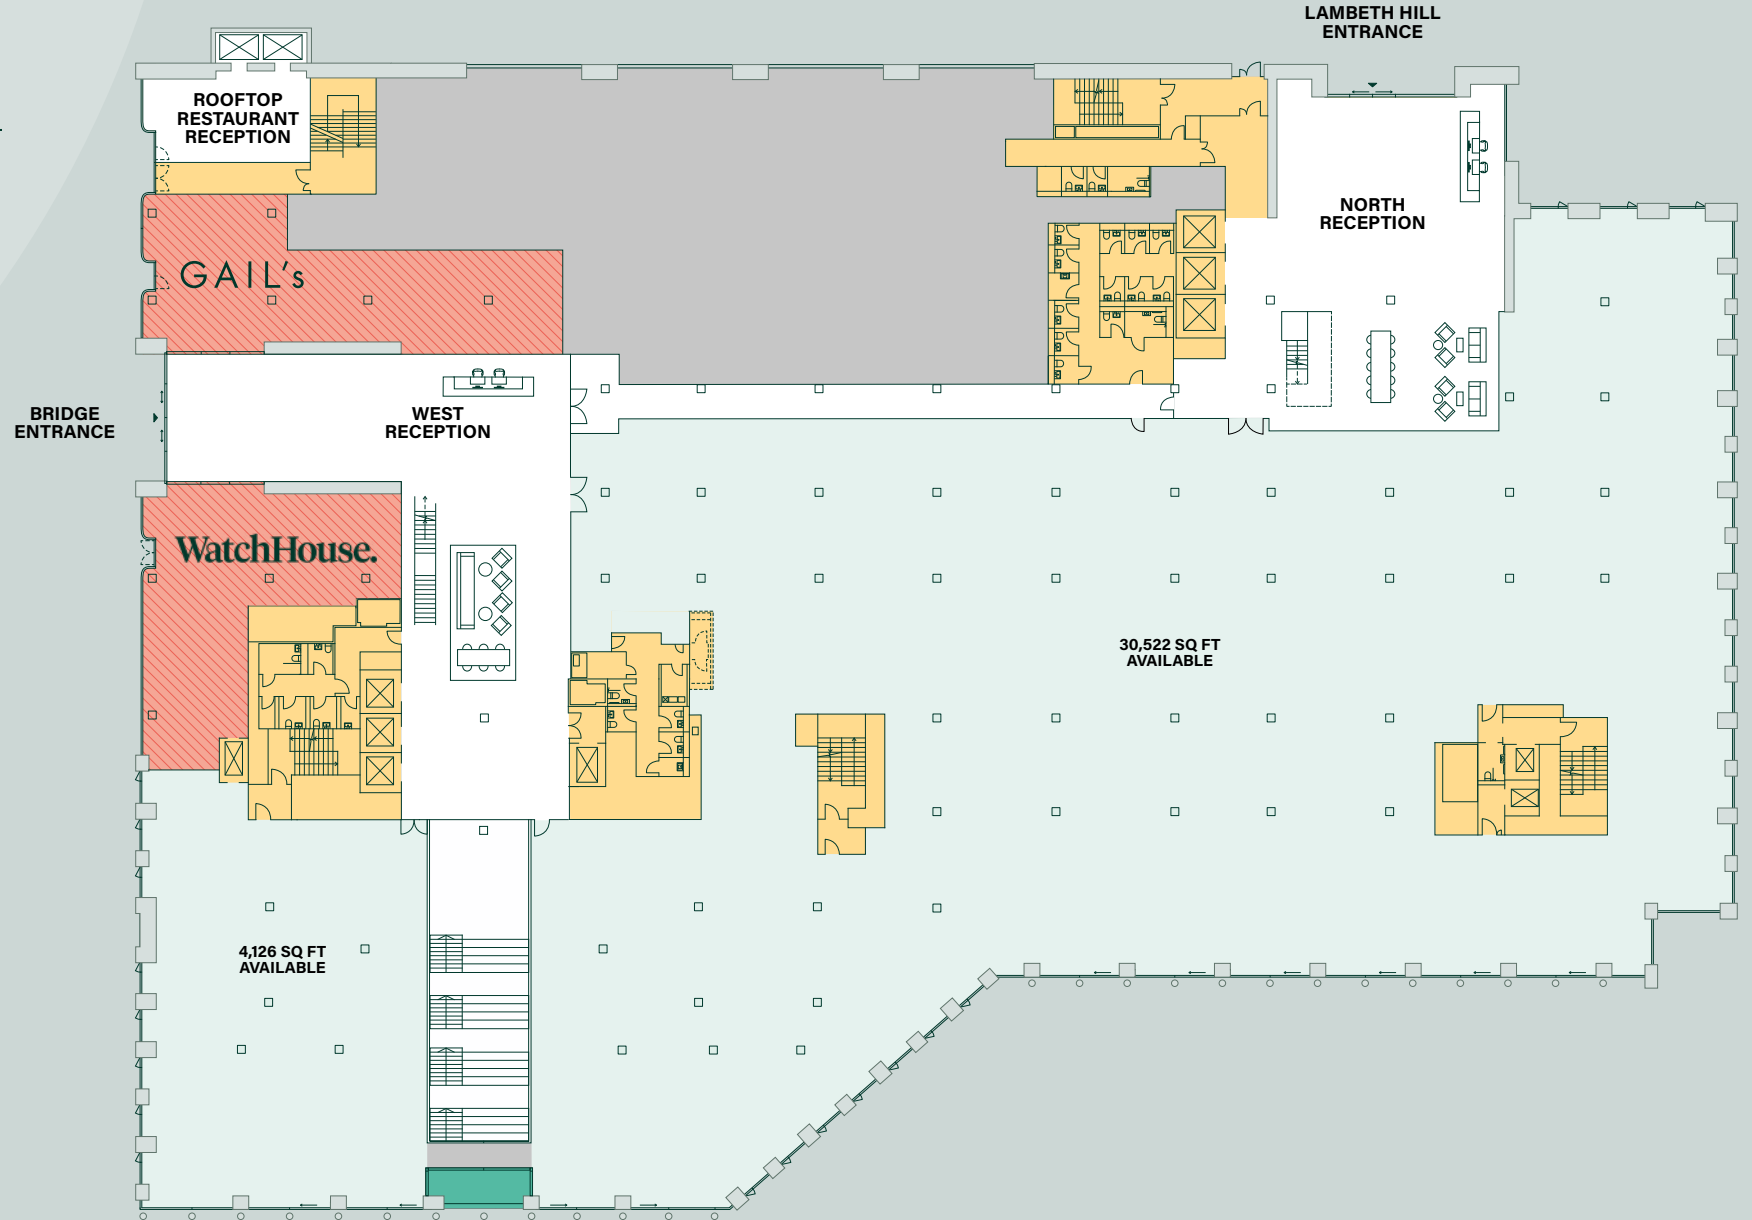 LAMBETH HILL
ENTRANCE
ROOFTOP
RESTAURANT
RECEPTION
NORTH
RECEPTION
GAIL's
BRIDGE
ENTRANCE
WEST
RECEPTION
WatchHouse.
30,522 SQ FT
AVAILABLE
4,126 SQ FT
AVAILABLE